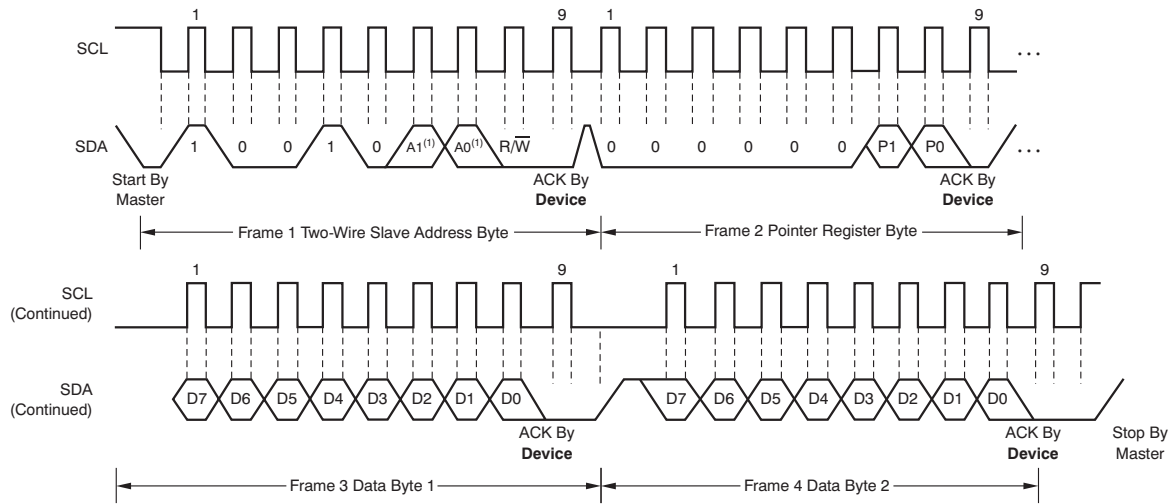 1 9 1 9
SCL ...
SDA 1 0 0 1 0 A1(1) A0(1) R/W 0 0 0 0 0 0 P1 P0 ...
Start By Master
ACK By Device
ACK By Device
Frame 1 Two-Wire Slave Address Byte
Frame 2 Pointer Register Byte
1 9 1 9
SCL
(Continued)
SDA
(Continued)
D7 D6 D5 D4 D3 D2 D1 D0 D7 D6 D5 D4 D3 D2 D1 D0
ACK By Device
ACK By Device
Stop By Master
Frame 3 Data Byte 1
Frame 4 Data Byte 2